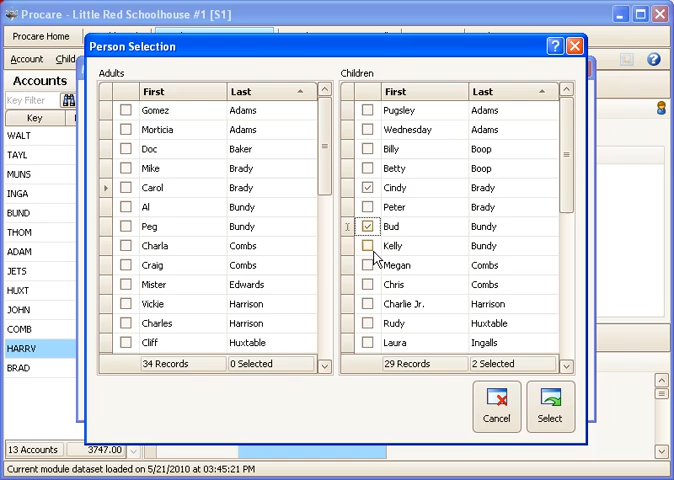 Procare - Little Red Schoolhouse #1 [S1]
Procare Home
Account Child
Accounts
Key Filter
Key
WALT
TAYL
MUNS
INGA
BUND
THOM
ADAM
JETS
HUXT
JOHN
COMB
HARRV
BRAD
13 Accounts 3747.00
Current module dataset loaded on 5/21/2010 at 03:45:21 PM
Person Selection
Adults
First Last
Gomez Adams
Morticia Adams
Doc Baker
Mike Brady
Carol Brady
Al Bundy
Peg Bundy
Charla Combs
Craig Combs
Mister Edwards
Vickie Harrison
Charles Harrison
Cliff Huxtable
34 Records 0 Selected
Children
First Last
Pugsley Adams
Wednesday Adams
Billy Boop
Betty Boop
Cindy Brady
Peter Brady
Bud Bundy
Kelly Bundy
Megan Combs
Chris Combs
Charlie Jr. Harrison
Rudy Huxtable
Laura Ingalls
29 Records 2 Selected
Cancel Select